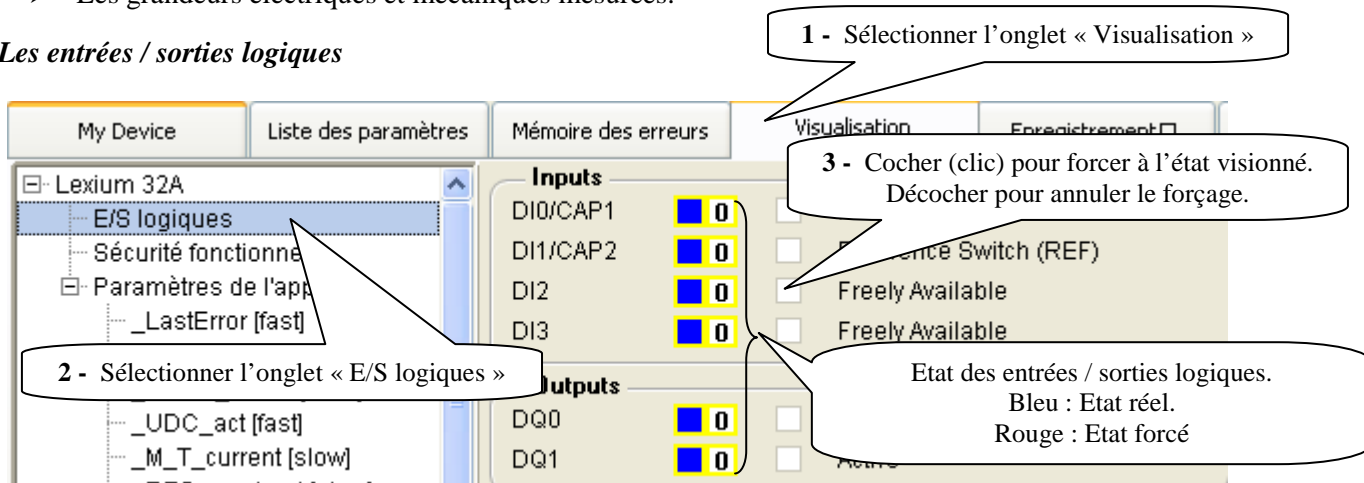 Les grandeurs électriques et mécaniques mesurées.
Les entrées / sorties logiques
1 - Sélectionner l’onglet « Visualisation »
My Device
Liste des paramètres
Mémoire des erreurs
Visualisation
Enregistrement
3 - Cocher (clic) pour forcer à l’état visionné.
Décocher pour annuler le forçage.
Lexium 32A
E/S logiques
Sécurité fonctionne
Paramètres de l'app
_LastError [fast]
2 - Sélectionner l’onglet « E/S logiques »
_UDC_act [fast]
_M_T_current [slow]
Inputs
DI0/CAP1 0
DI1/CAP2 0 Switch (REF)
DI2 0 Freely Available
DI3 0 Freely Available
Outputs
DQ0 0
DQ1 0
Etat des entrées / sorties logiques.
Bleu : Etat réel.
Rouge : Etat forcé